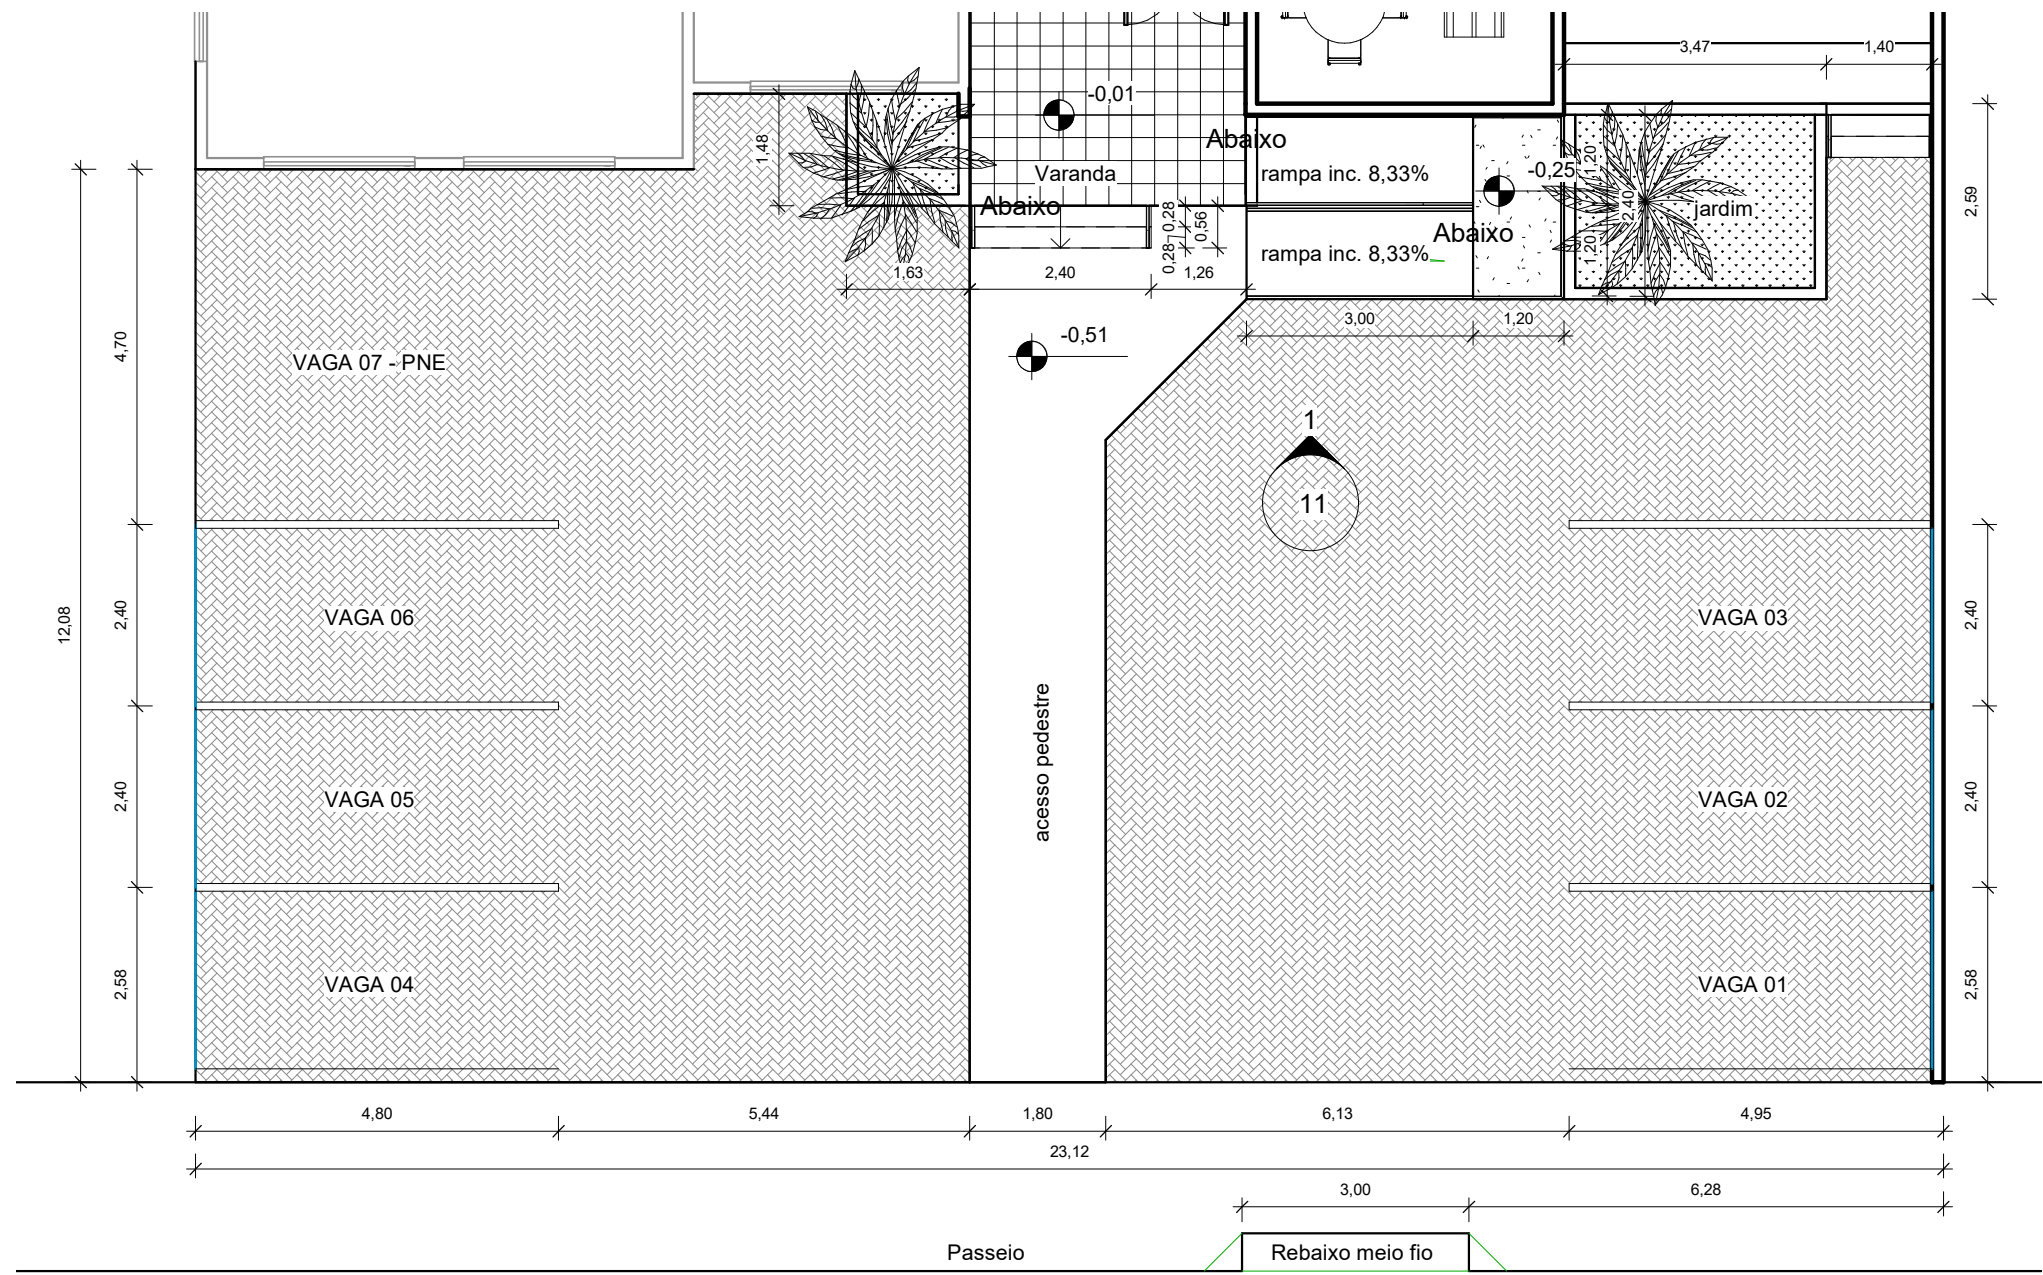 3,47
1,40
-0,01
Abaixo
1,48
rampa inc. 8,33%
Varanda
-0,25
1,20
2,40
1,20
jardim
2,59
Abaixo
0,28
0,56
0,28
Abaixo
rampa inc. 8,33%
1,63
2,40
1,26
3,00
1,20
-0,51
4,70
VAGA 07 - PNE
1
11
12,08
2,40
VAGA 06
VAGA 03
2,40
acesso pedestre
2,40
VAGA 05
VAGA 02
2,40
2,58
VAGA 04
VAGA 01
2,58
4,80
5,44
1,80
6,13
4,95
23,12
3,00
6,28
Passeio
Rebaixo meio fio